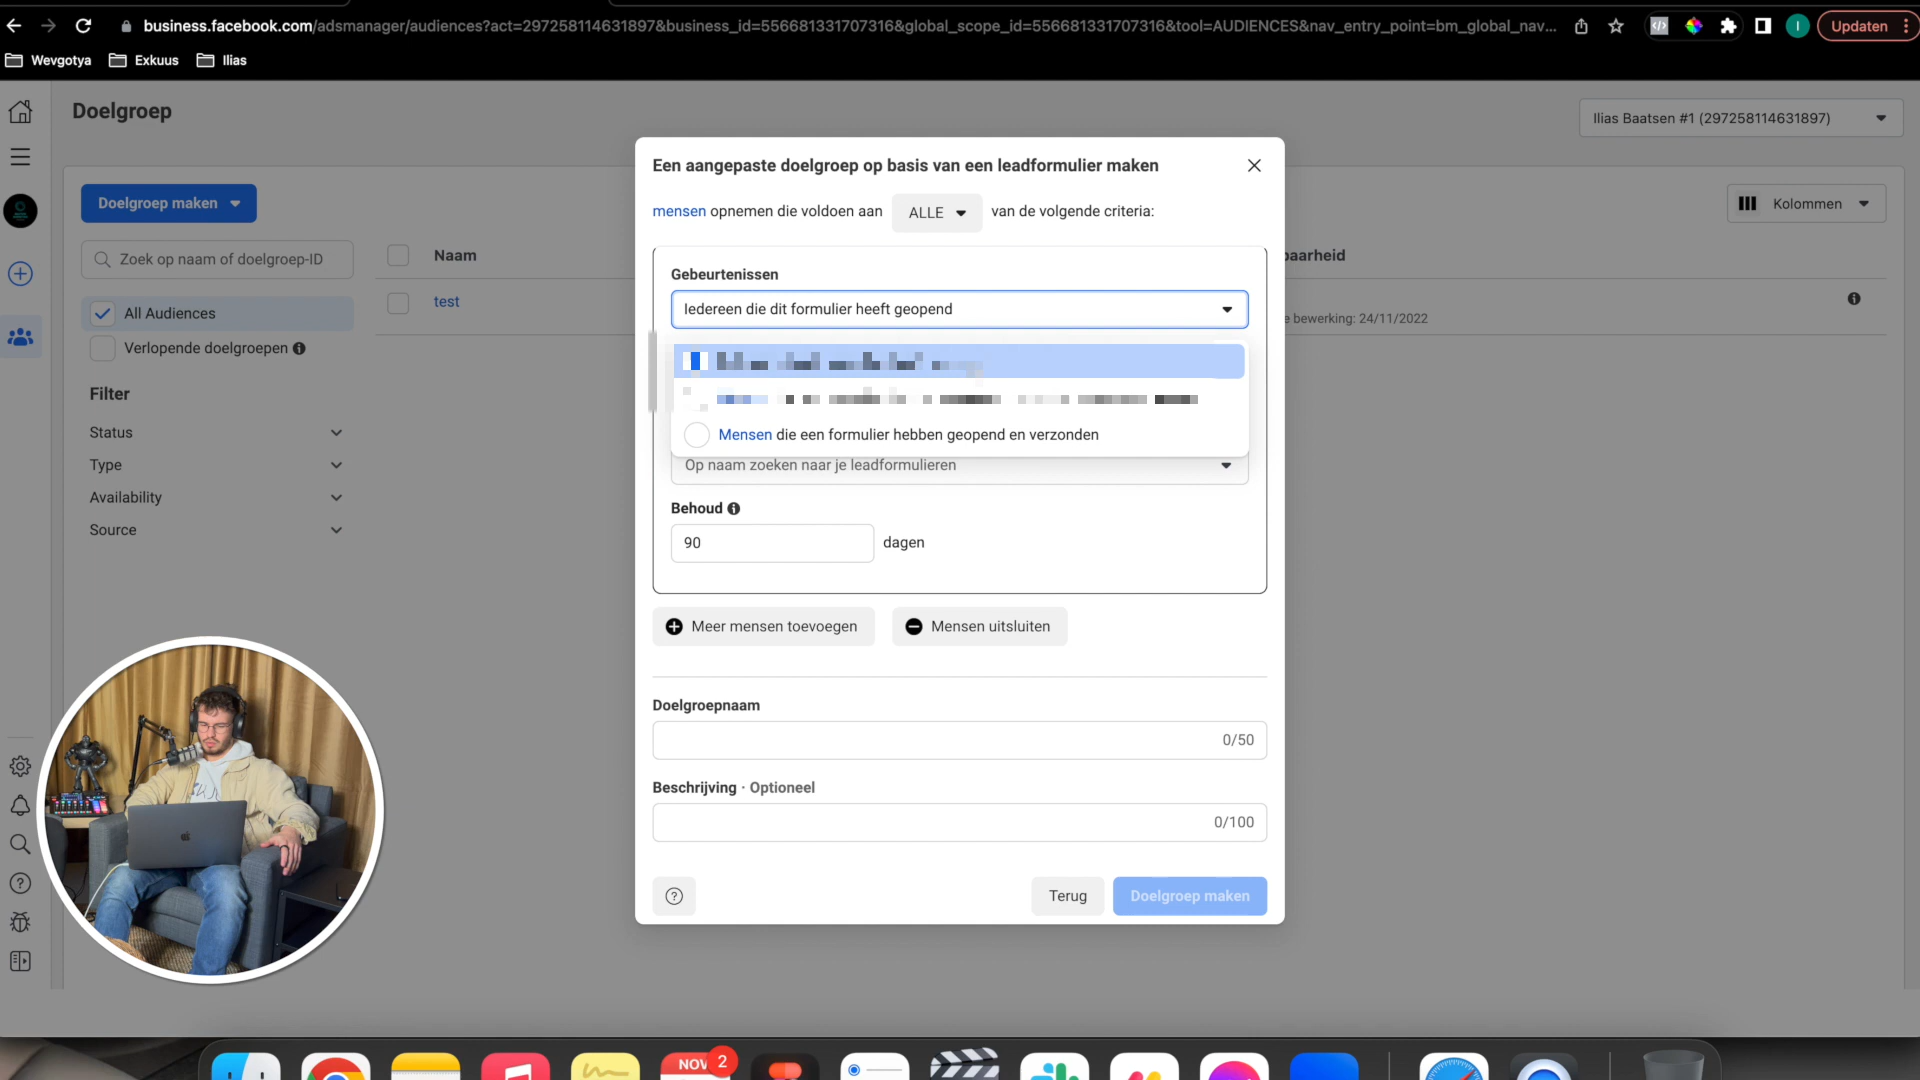 business.facebook.com/adsmanager/audiences?act=297258114631897&business_id=556681331707316&global_scope_id=556681331707316&tool=AUDIENCES&nav_entry_point=bm_global_nav...
Updaten
Wevgotya
Exkuus
Ilias
Doelgroep
Ilias Baatsen #1 (297258114631897)
Een aangepaste doelgroep op basis van een leadformulier maken
Doelgroep maken
mensen opnemen die voldoen aan ALLE van de volgende criteria:
Kolommen
Zoek op naam of doelgroep-ID
Naam
baarheid
Gebeurtenissen
test
Iedereen die dit formulier heeft geopend
All Audiences
e bewerking: 24/11/2022
Verlopende doelgroepen
Filter
Status
Mensen die een formulier hebben geopend en verzonden
Type
Op naam zoeken naar je leadformulieren
Availability
Behoud
Source
90 dagen
Meer mensen toevoegen
Mensen uitsluiten
Doelgroepnaam
0/50
Beschrijving · Optioneel
0/100
Terug
Doelgroep maken
NOV
2